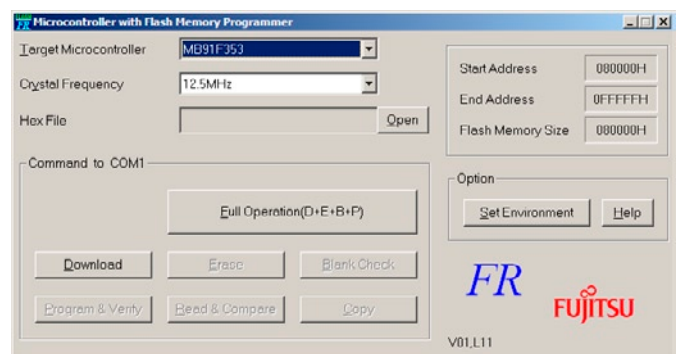 FR Microcontroller with Flash Memory Programmer
Target Microcontroller MB91F353
Crystal Frequency 12.5MHz
Hex File Open
Start Address 080000H
End Address 0FFFFFH
Flash Memory Size 080000H
Command to COM1
Full Operation(D+E+B+P)
Download Erase Blank Check
Program & Verify Read & Compare Copy
Option
Set Environment Help
FR
FUJITSU
V01,L11